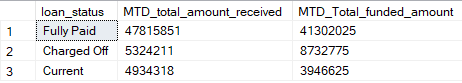 loan_status MTD_total_amount_received MTD_Total_funded_amount
1 Fully Paid 47815851 41302025
2 Charged Off 5324211 8732775
3 Current 4934318 3946625